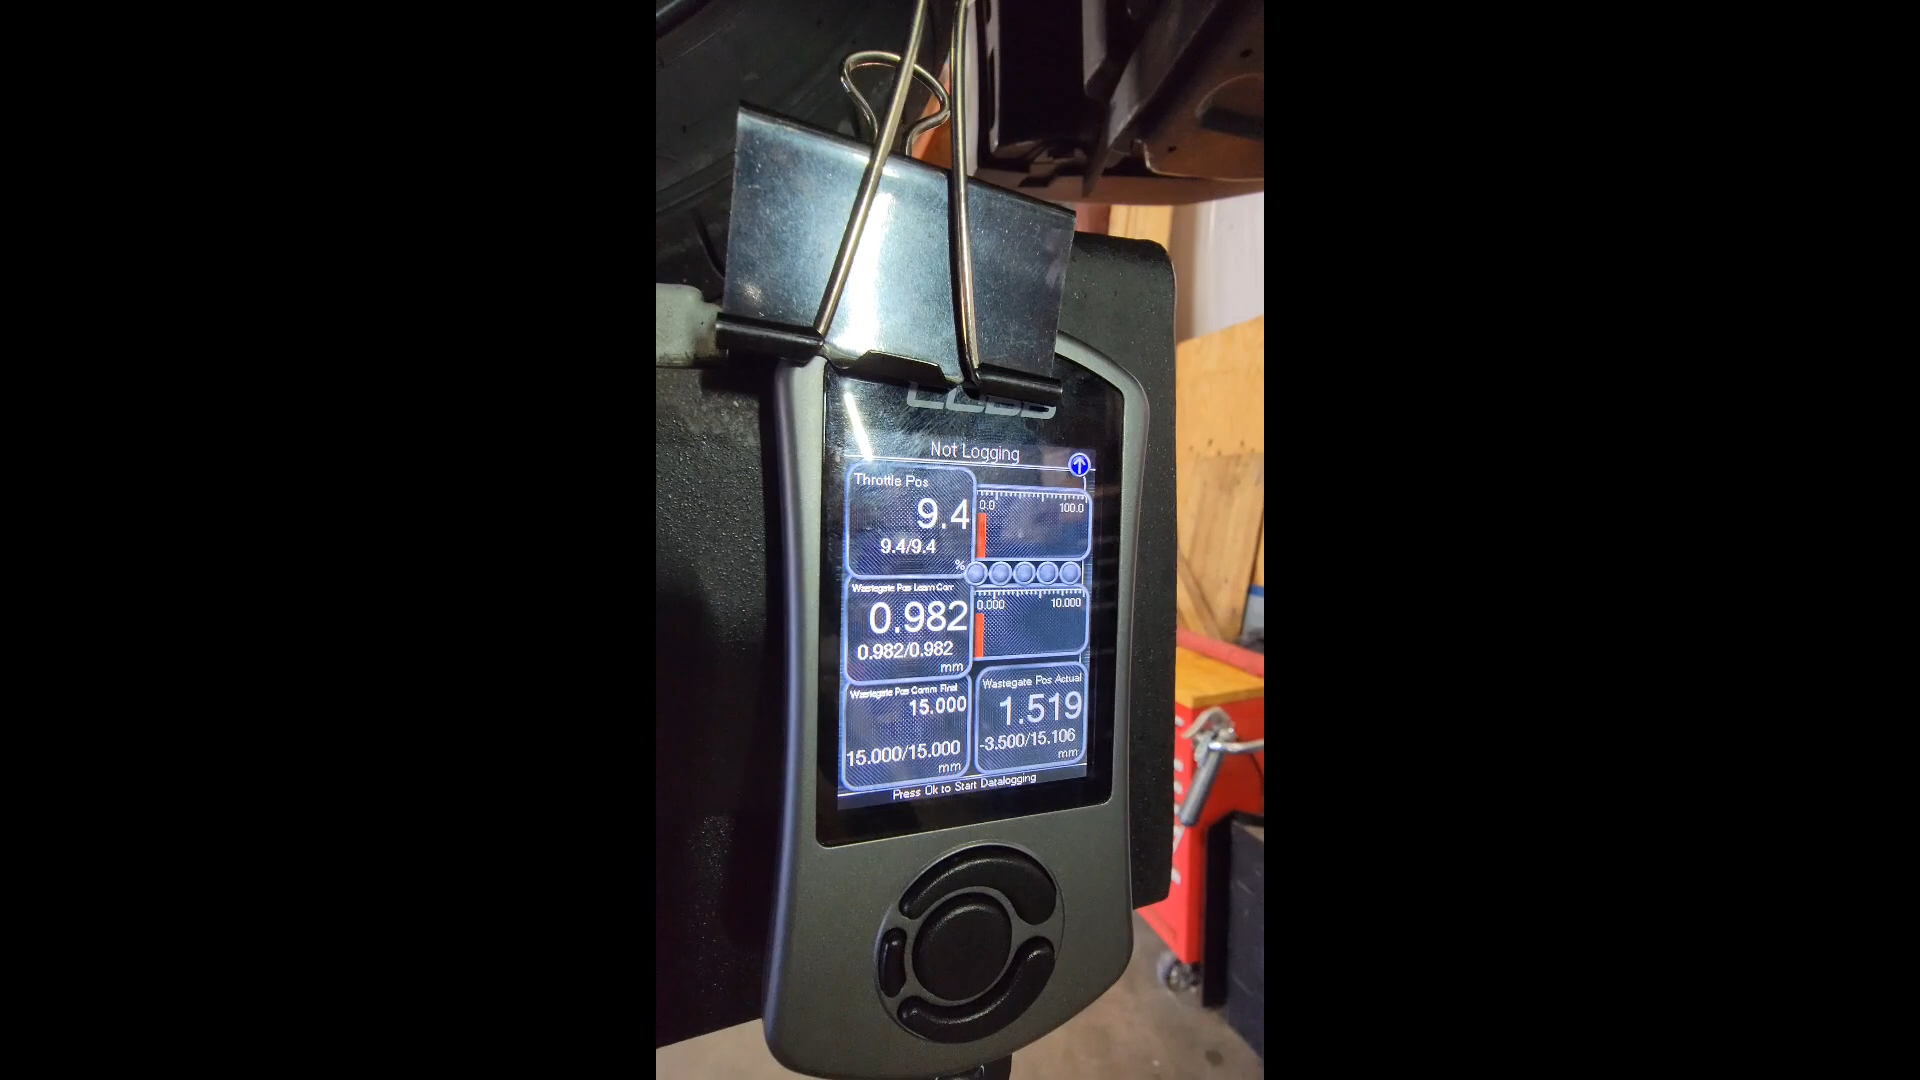 COBB
Not Logging
Throttle Pos
9.4
9.4/9.4
%
0.0 100.0
Wastegate Pos Learn Corr
0.982
0.982/0.982
mm
0.000 10.000
Wastegate Pos Comm Final
15.000
15.000/15.000
mm
Wastegate Pos Actual
1.519
-3.500/15.106
mm
Press Ok to Start Datalogging